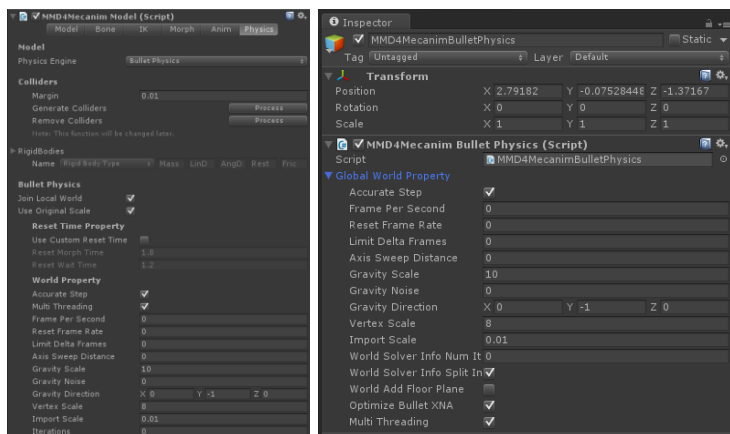 MMD4Mecanim Model (Script)
Model Bone IK Morph Anim Physics
Model
Physics Engine Bullet Physics
Colliders
Margin 0.01
Generate Colliders Process
Remove Colliders Process
Note: This function will be changed later.
RigidBodies
Name Rigid Body Type Mass LinD AngD Rest Fric
Bullet Physics
Join Local World
Use Original Scale
Reset Time Property
Use Custom Reset Time
Reset Morph Time 1.8
Reset Wait Time 1.2
World Property
Accurate Step
Multi Threading
Frame Per Second 0
Reset Frame Rate 0
Limit Delta Frames 0
Axis Sweep Distance 0
Gravity Scale 10
Gravity Noise 0
Gravity Direction X 0 Y -1 Z 0
Vertex Scale 8
Import Scale 0.01
Iterations 0
Inspector
MMD4MecanimBulletPhysics Static
Tag Untagged Layer Default
Transform
Position X 2.79182 Y -0.07528448 Z -1.37167
Rotation X 0 Y 0 Z 0
Scale X 1 Y 1 Z 1
MMD4Mecanim Bullet Physics (Script)
Script MMD4MecanimBulletPhysics
Global World Property
Accurate Step
Frame Per Second 0
Reset Frame Rate 0
Limit Delta Frames 0
Axis Sweep Distance 0
Gravity Scale 10
Gravity Noise 0
Gravity Direction X 0 Y -1 Z 0
Vertex Scale 8
Import Scale 0.01
World Solver Info Num It 0
World Solver Info Split In
World Add Floor Plane
Optimize Bullet XNA
Multi Threading